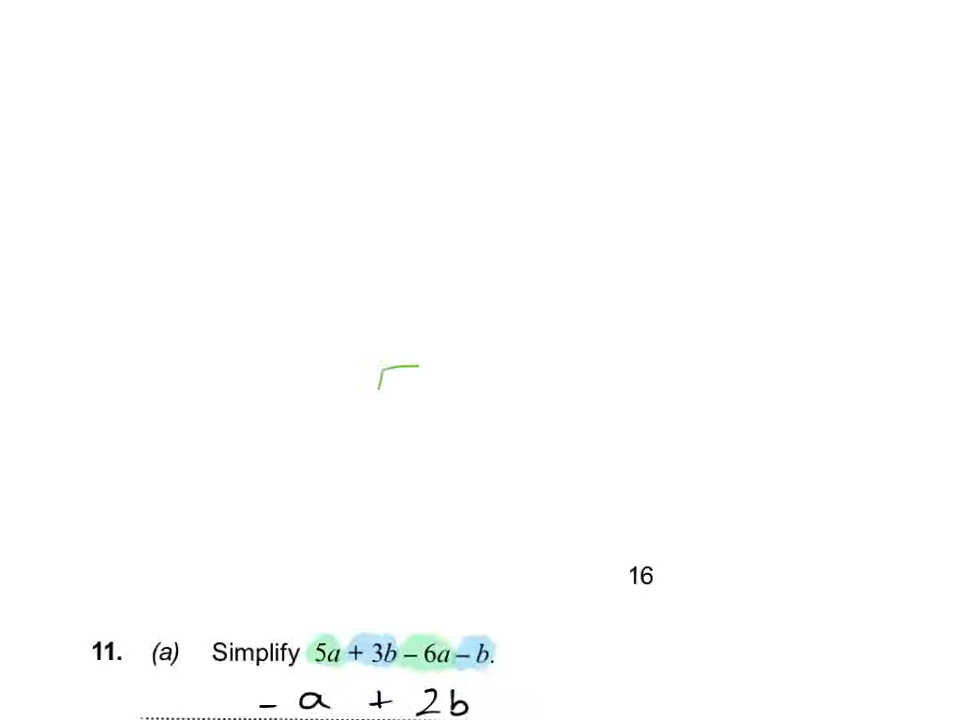 16
11. (a) Simplify 5a + 3b – 6a – b.
- a + 2b